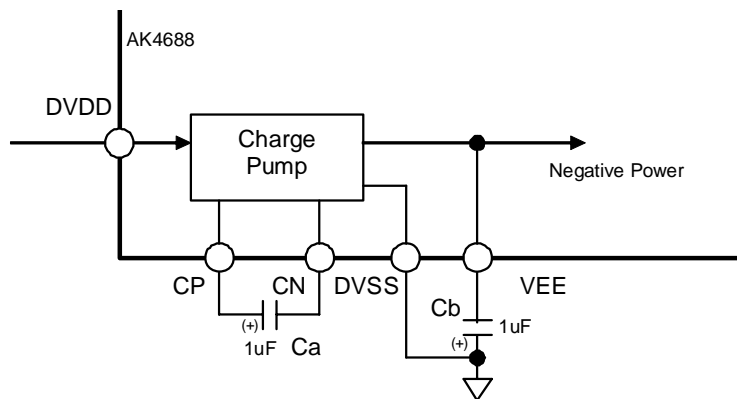 AK4688
DVDD
Charge
Pump
Negative Power
CP
CN
DVSS
VEE
Cb
1uF
(+)
(+)
1uF
Ca